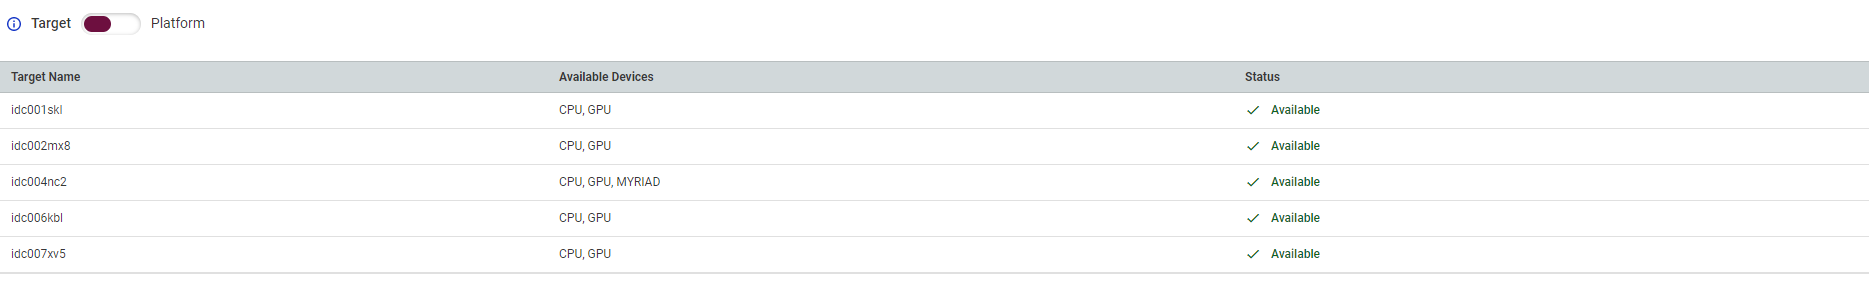 Target Platform
Target Name Available Devices Status
idc001skl CPU, GPU Available
idc002mx8 CPU, GPU Available
idc004nc2 CPU, GPU, MYRIAD Available
idc006kbl CPU, GPU Available
idc007xv5 CPU, GPU Available